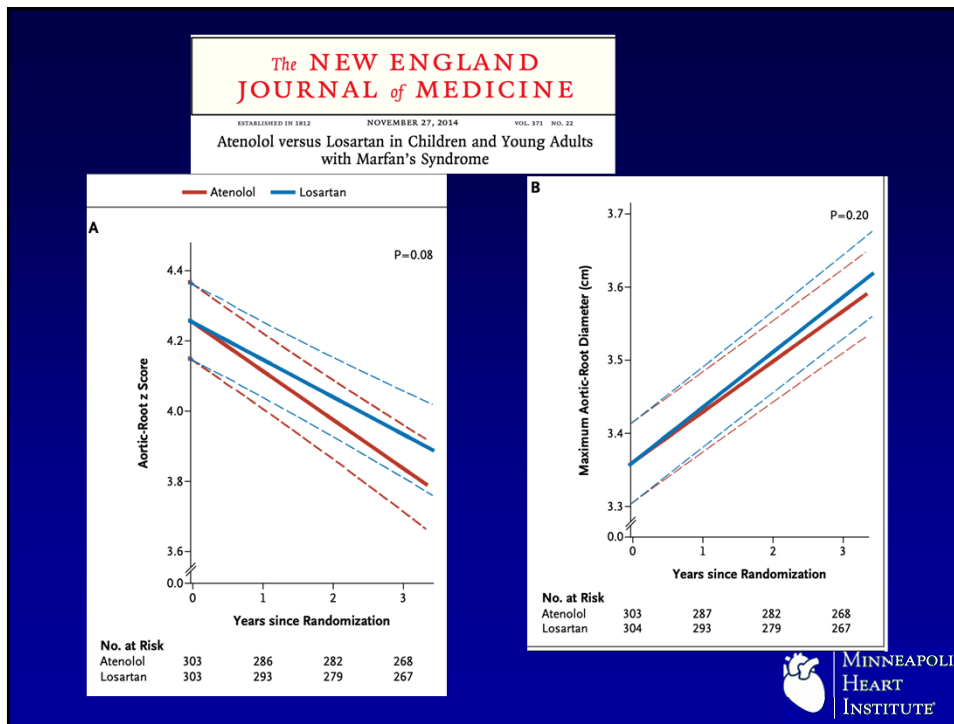 The NEW ENGLAND
JOURNAL of MEDICINE
ESTABLISHED IN 1812 NOVEMBER 27, 2014 VOL. 371 NO. 22
Atenolol versus Losartan in Children and Young Adults
with Marfan's Syndrome
Atenolol Losartan
A
P=0.08
4.4
4.2
4.0
3.8
3.6
0.0
Aortic-Root z Score
0 1 2 3
Years since Randomization
No. at Risk
Atenolol 303 286 282 268
Losartan 303 293 279 267
B
P=0.20
3.7
3.6
3.5
3.4
3.3
0.0
Maximum Aortic-Root Diameter (cm)
0 1 2 3
Years since Randomization
No. at Risk
Atenolol 303 287 282 268
Losartan 304 293 279 267
MINNEAPOLI
HEART
INSTITUTE